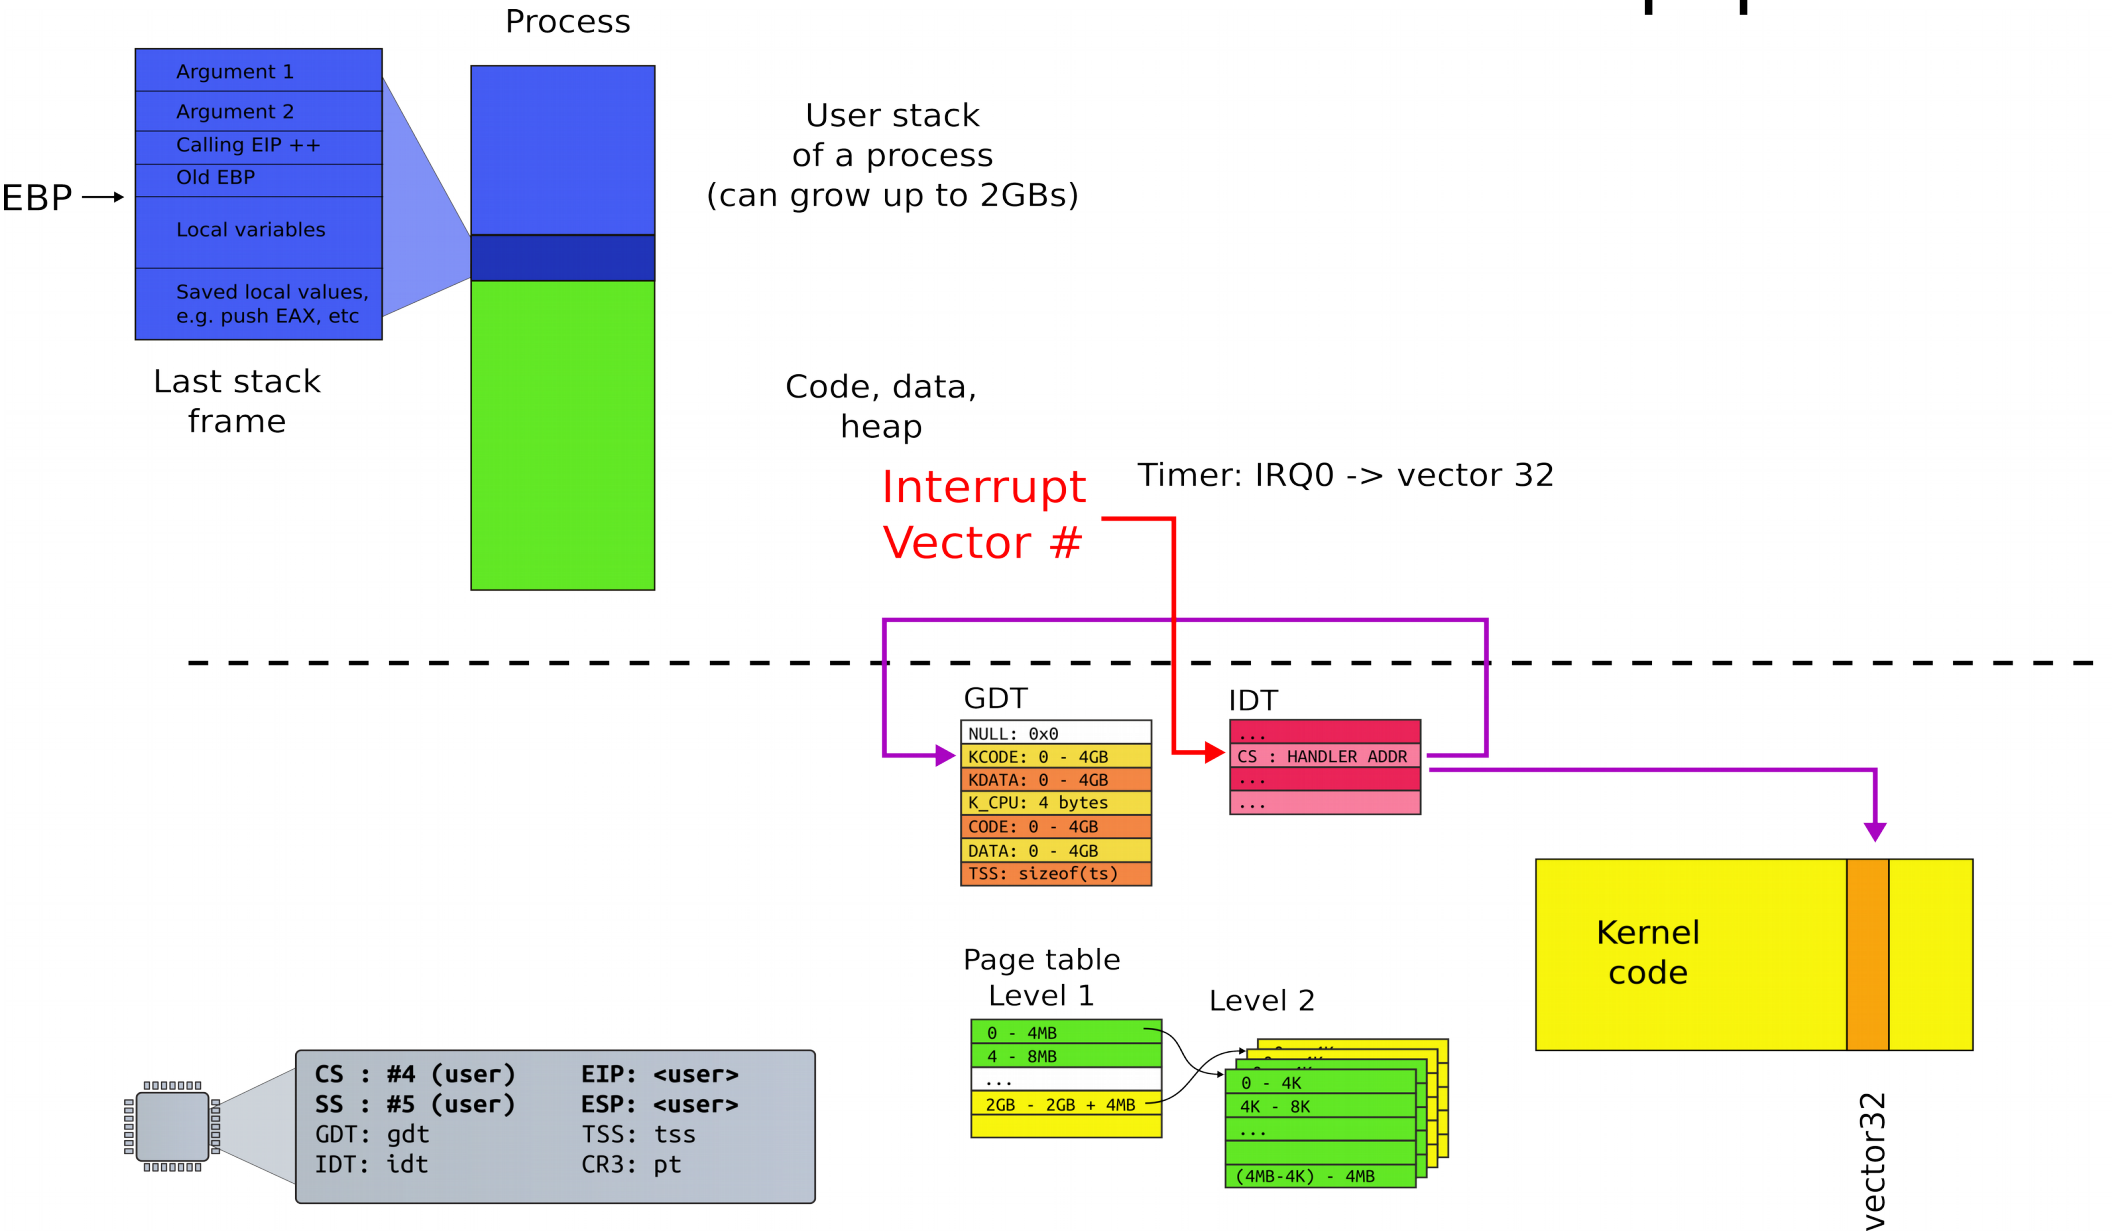 Process
Argument 1
Argument 2
Calling EIP ++
Old EBP
EBP
Local variables
Saved local values,
e.g. push EAX, etc
Last stack
frame
User stack
of a process
(can grow up to 2GBs)
Code, data,
heap
Interrupt
Vector #
Timer: IRQ0 -> vector 32
GDT
NULL: 0x0
KCODE: 0 - 4GB
KDATA: 0 - 4GB
K_CPU: 4 bytes
CODE: 0 - 4GB
DATA: 0 - 4GB
TSS: sizeof(ts)
IDT
...
CS : HANDLER ADDR
...
...
Kernel
code
vector32
Page table
Level 1
0 - 4MB
4 - 8MB
...
2GB - 2GB + 4MB
Level 2
0 - 4K
4K - 8K
...
(4MB-4K) - 4MB
CS : #4 (user) EIP: <user>
SS : #5 (user) ESP: <user>
GDT: gdt TSS: tss
IDT: idt CR3: pt